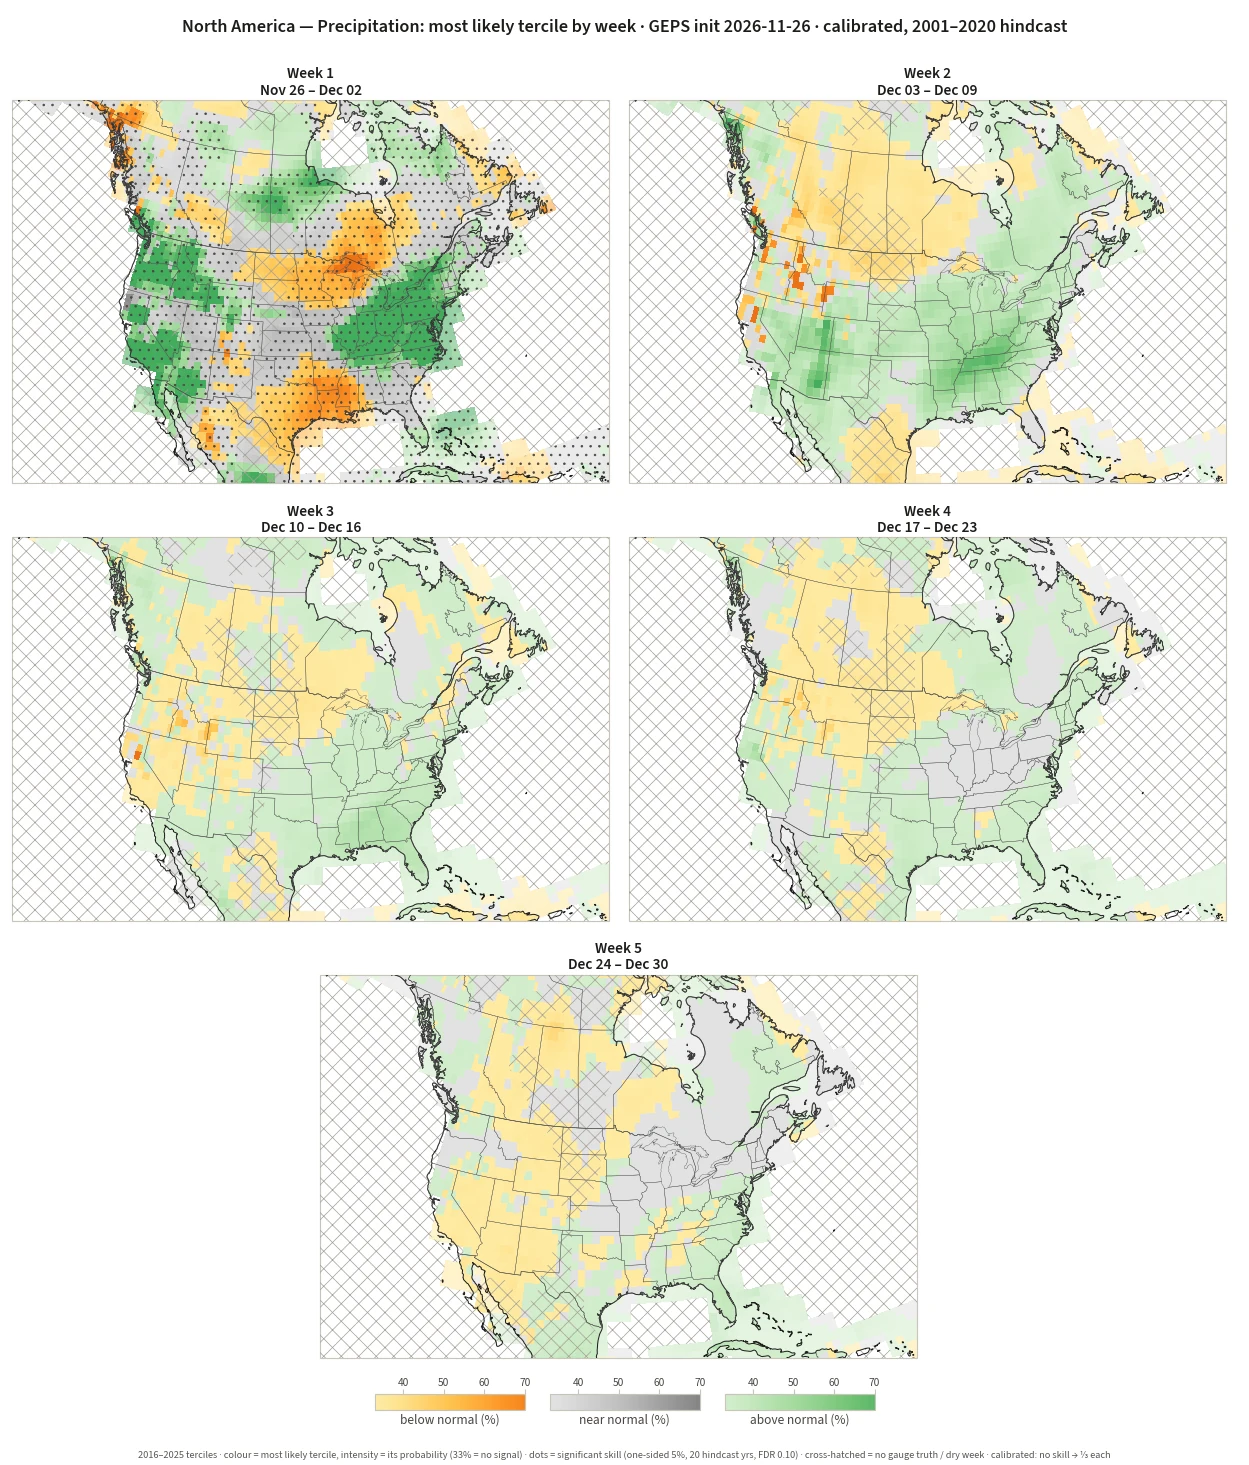 North America — Precipitation: most likely tercile by week · GEPS init 2026-11-26 · calibrated, 2001–2020 hindcast
Week 1
Nov 26 – Dec 02
Week 2
Dec 03 – Dec 09
Week 3
Dec 10 – Dec 16
Week 4
Dec 17 – Dec 23
Week 5
Dec 24 – Dec 30
40 50 60 70 40 50 60 70 40 50 60 70
below normal (%) near normal (%) above normal (%)
2016–2025 terciles · colour = most likely tercile, intensity = its probability (33% = no signal) · dots = significant skill (one-sided 5%, 20 hindcast yrs, FDR 0.10) · cross-hatched = no gauge truth / dry week · calibrated: no skill → ⅓ each